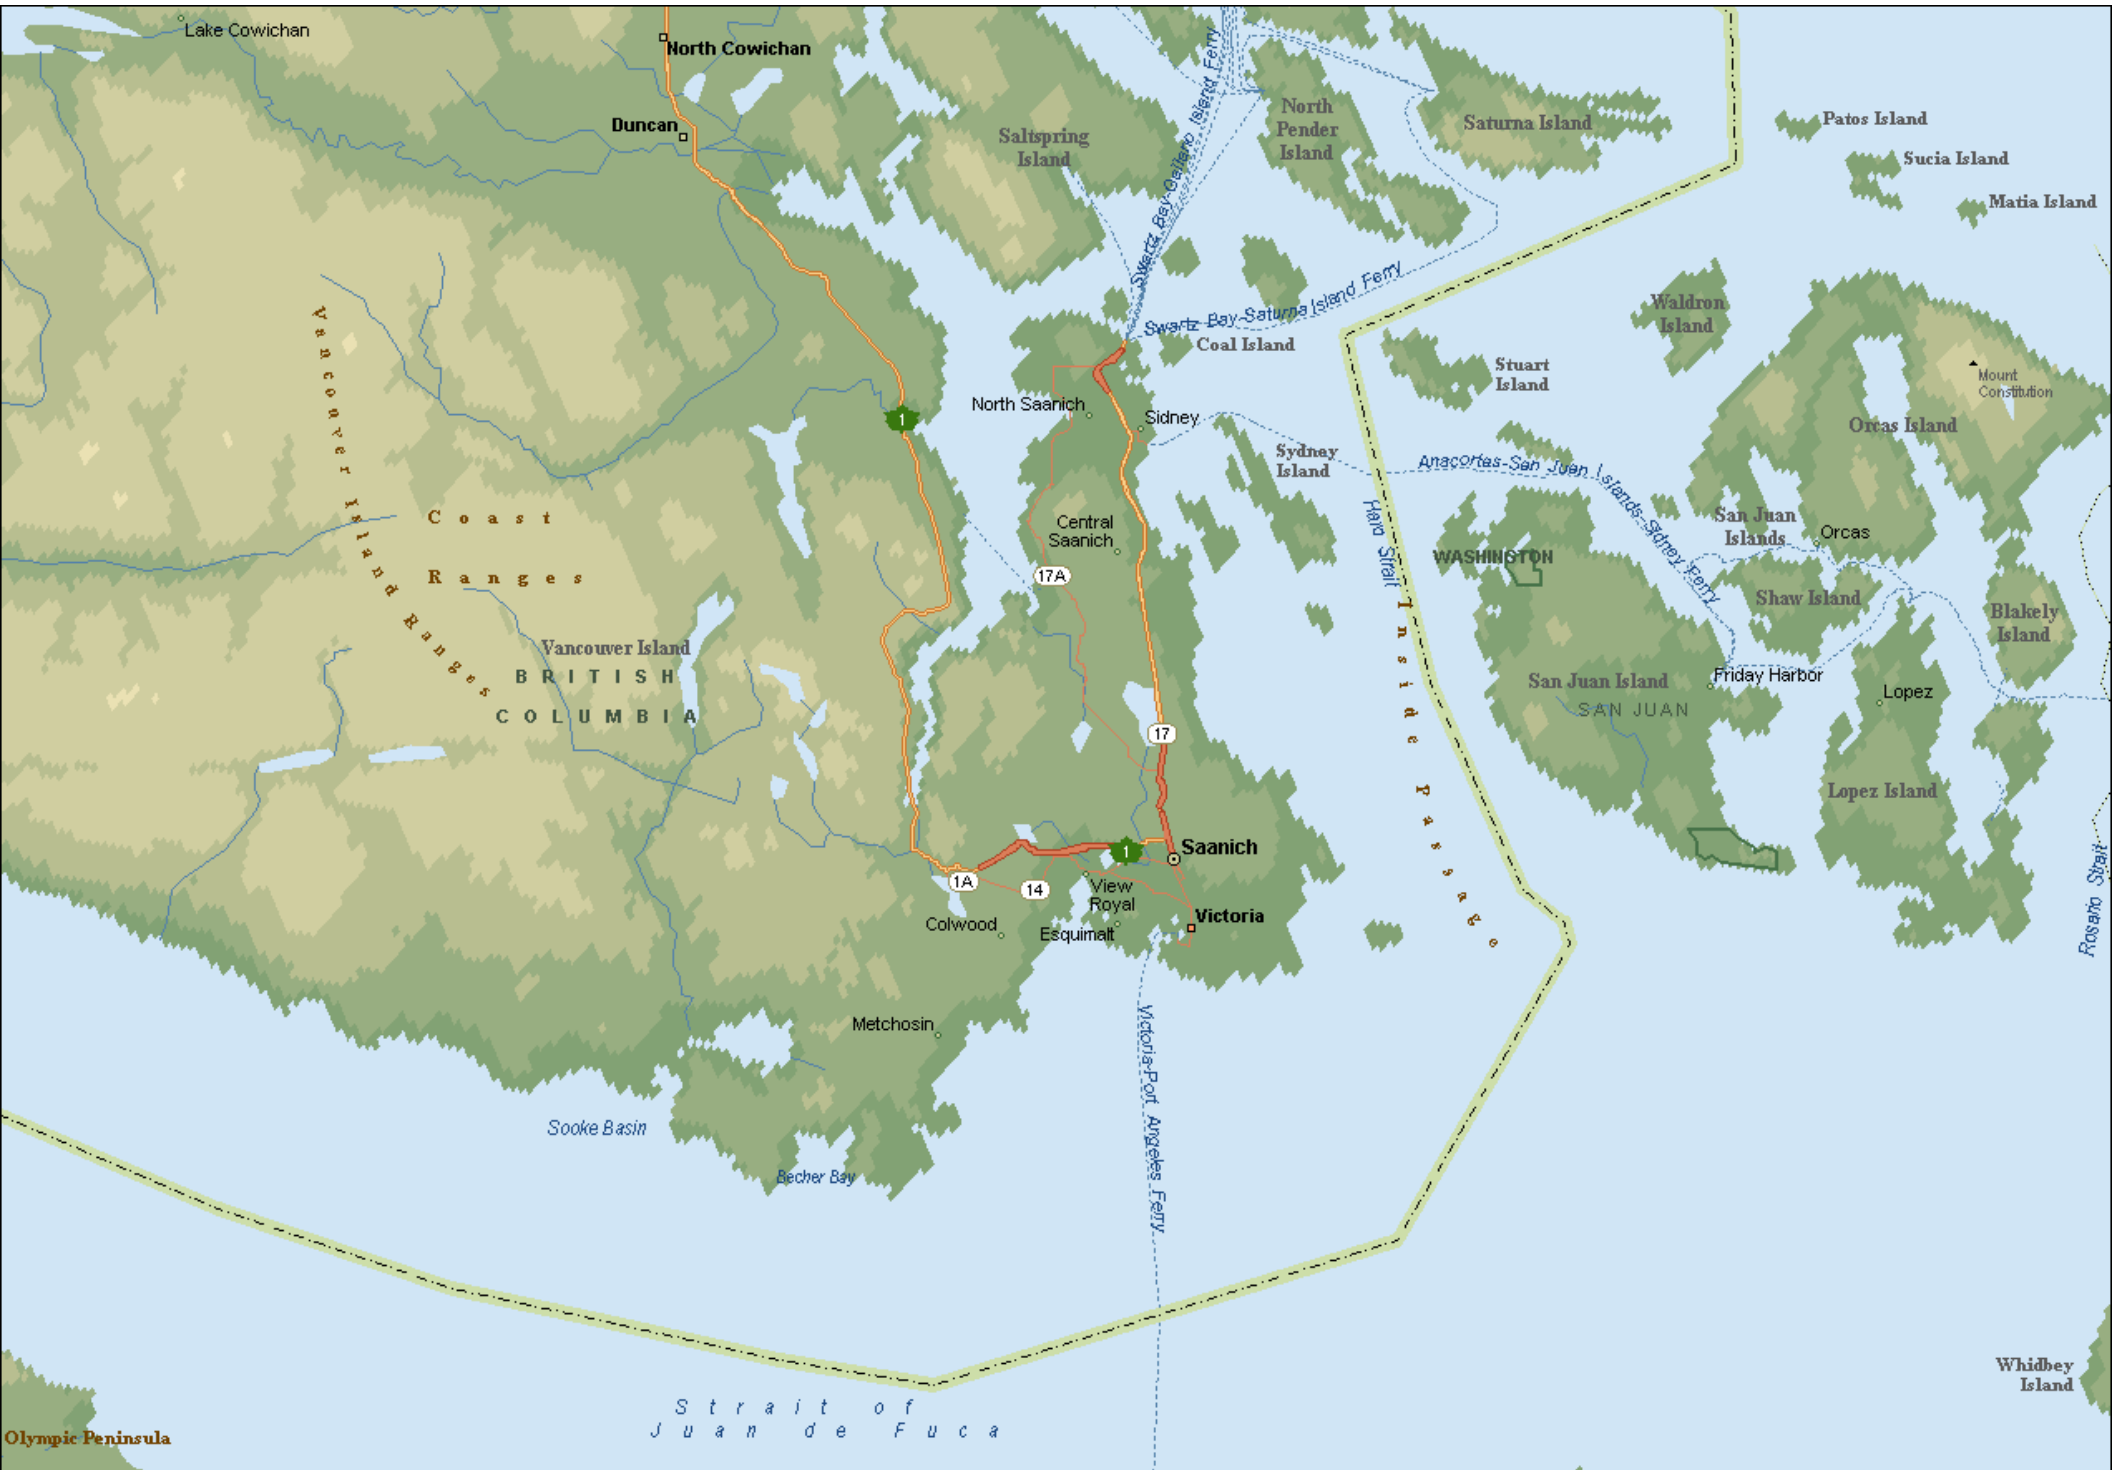 Lake Cowichan
North Cowichan
Duncan
Saltspring
Island
North
Pender
Island
Saturna Island
Patos Island
Sucia Island
Matia Island
Swartz Bay-Galiano Island Ferry
Swartz Bay-Saturna Island Ferry
Coal Island
Waldron
Island
Stuart
Island
Mount
Constitution
Orcas Island
North Saanich
Sidney
Sydney
Island
Anacortes-San Juan Islands-Sidney Ferry
1
Vancouver Island Ranges
Coast
Ranges
Central
Saanich
17A
Haro Strait
WASHINGTON
San Juan
Islands
Orcas
Shaw Island
Blakely
Island
Vancouver Island
BRITISH
COLUMBIA
Inside Passage
San Juan Island
SAN JUAN
Friday Harbor
Lopez
17
Lopez Island
Saanich
1
1A
14
View
Royal
Colwood
Esquimalt
Victoria
Rosario Strait
Metchosin
Victoria-Port Angeles Ferry
Sooke Basin
Becher Bay
Whidbey
Island
Strait of
Juan de Fuca
Olympic Peninsula